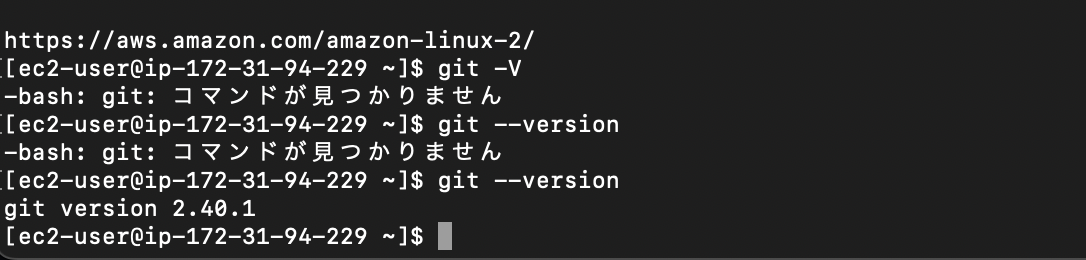 https://aws.amazon.com/amazon-linux-2/
[ec2-user@ip-172-31-94-229 ~]$ git -V
-bash: git: コマンドが見つかりません
[ec2-user@ip-172-31-94-229 ~]$ git --version
-bash: git: コマンドが見つかりません
[ec2-user@ip-172-31-94-229 ~]$ git --version
git version 2.40.1
[ec2-user@ip-172-31-94-229 ~]$